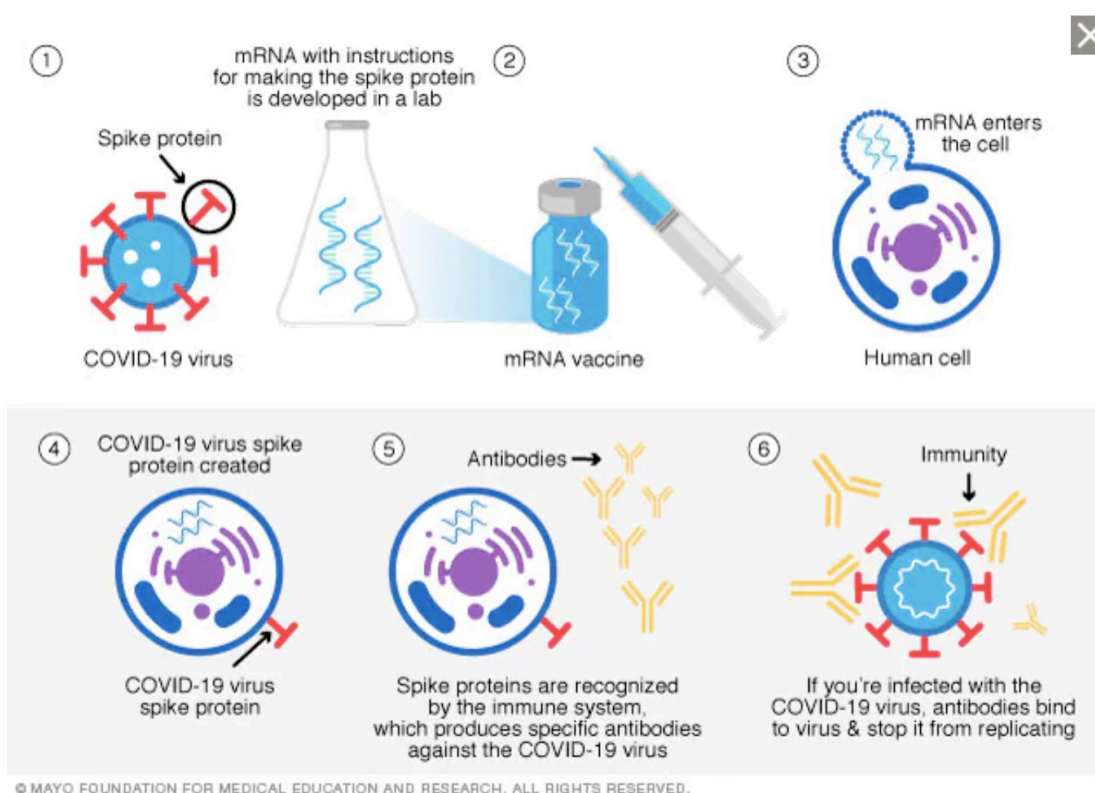 1
mRNA with instructions
for making the spike protein
is developed in a lab
Spike protein
COVID-19 virus
2
mRNA vaccine
3
mRNA enters
the cell
Human cell
4
COVID-19 virus spike
protein created
COVID-19 virus
spike protein
5
Antibodies
Spike proteins are recognized
by the immune system,
which produces specific antibodies
against the COVID-19 virus
6
Immunity
If you're infected with the
COVID-19 virus, antibodies bind
to virus & stop it from replicating
© MAYO FOUNDATION FOR MEDICAL EDUCATION AND RESEARCH. ALL RIGHTS RESERVED.